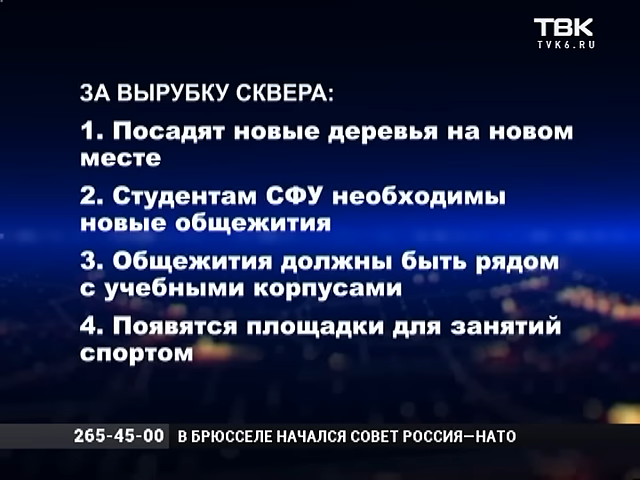 ТВК
TVK6.RU
ЗА ВЫРУБКУ СКВЕРА:
1. Посадят новые деревья на новом
месте
2. Студентам СФУ необходимы
новые общежития
3. Общежития должны быть рядом
с учебными корпусами
4. Появятся площадки для занятий
спортом
265-45-00 В БРЮССЕЛЕ НАЧАЛСЯ СОВЕТ РОССИЯ—НАТО